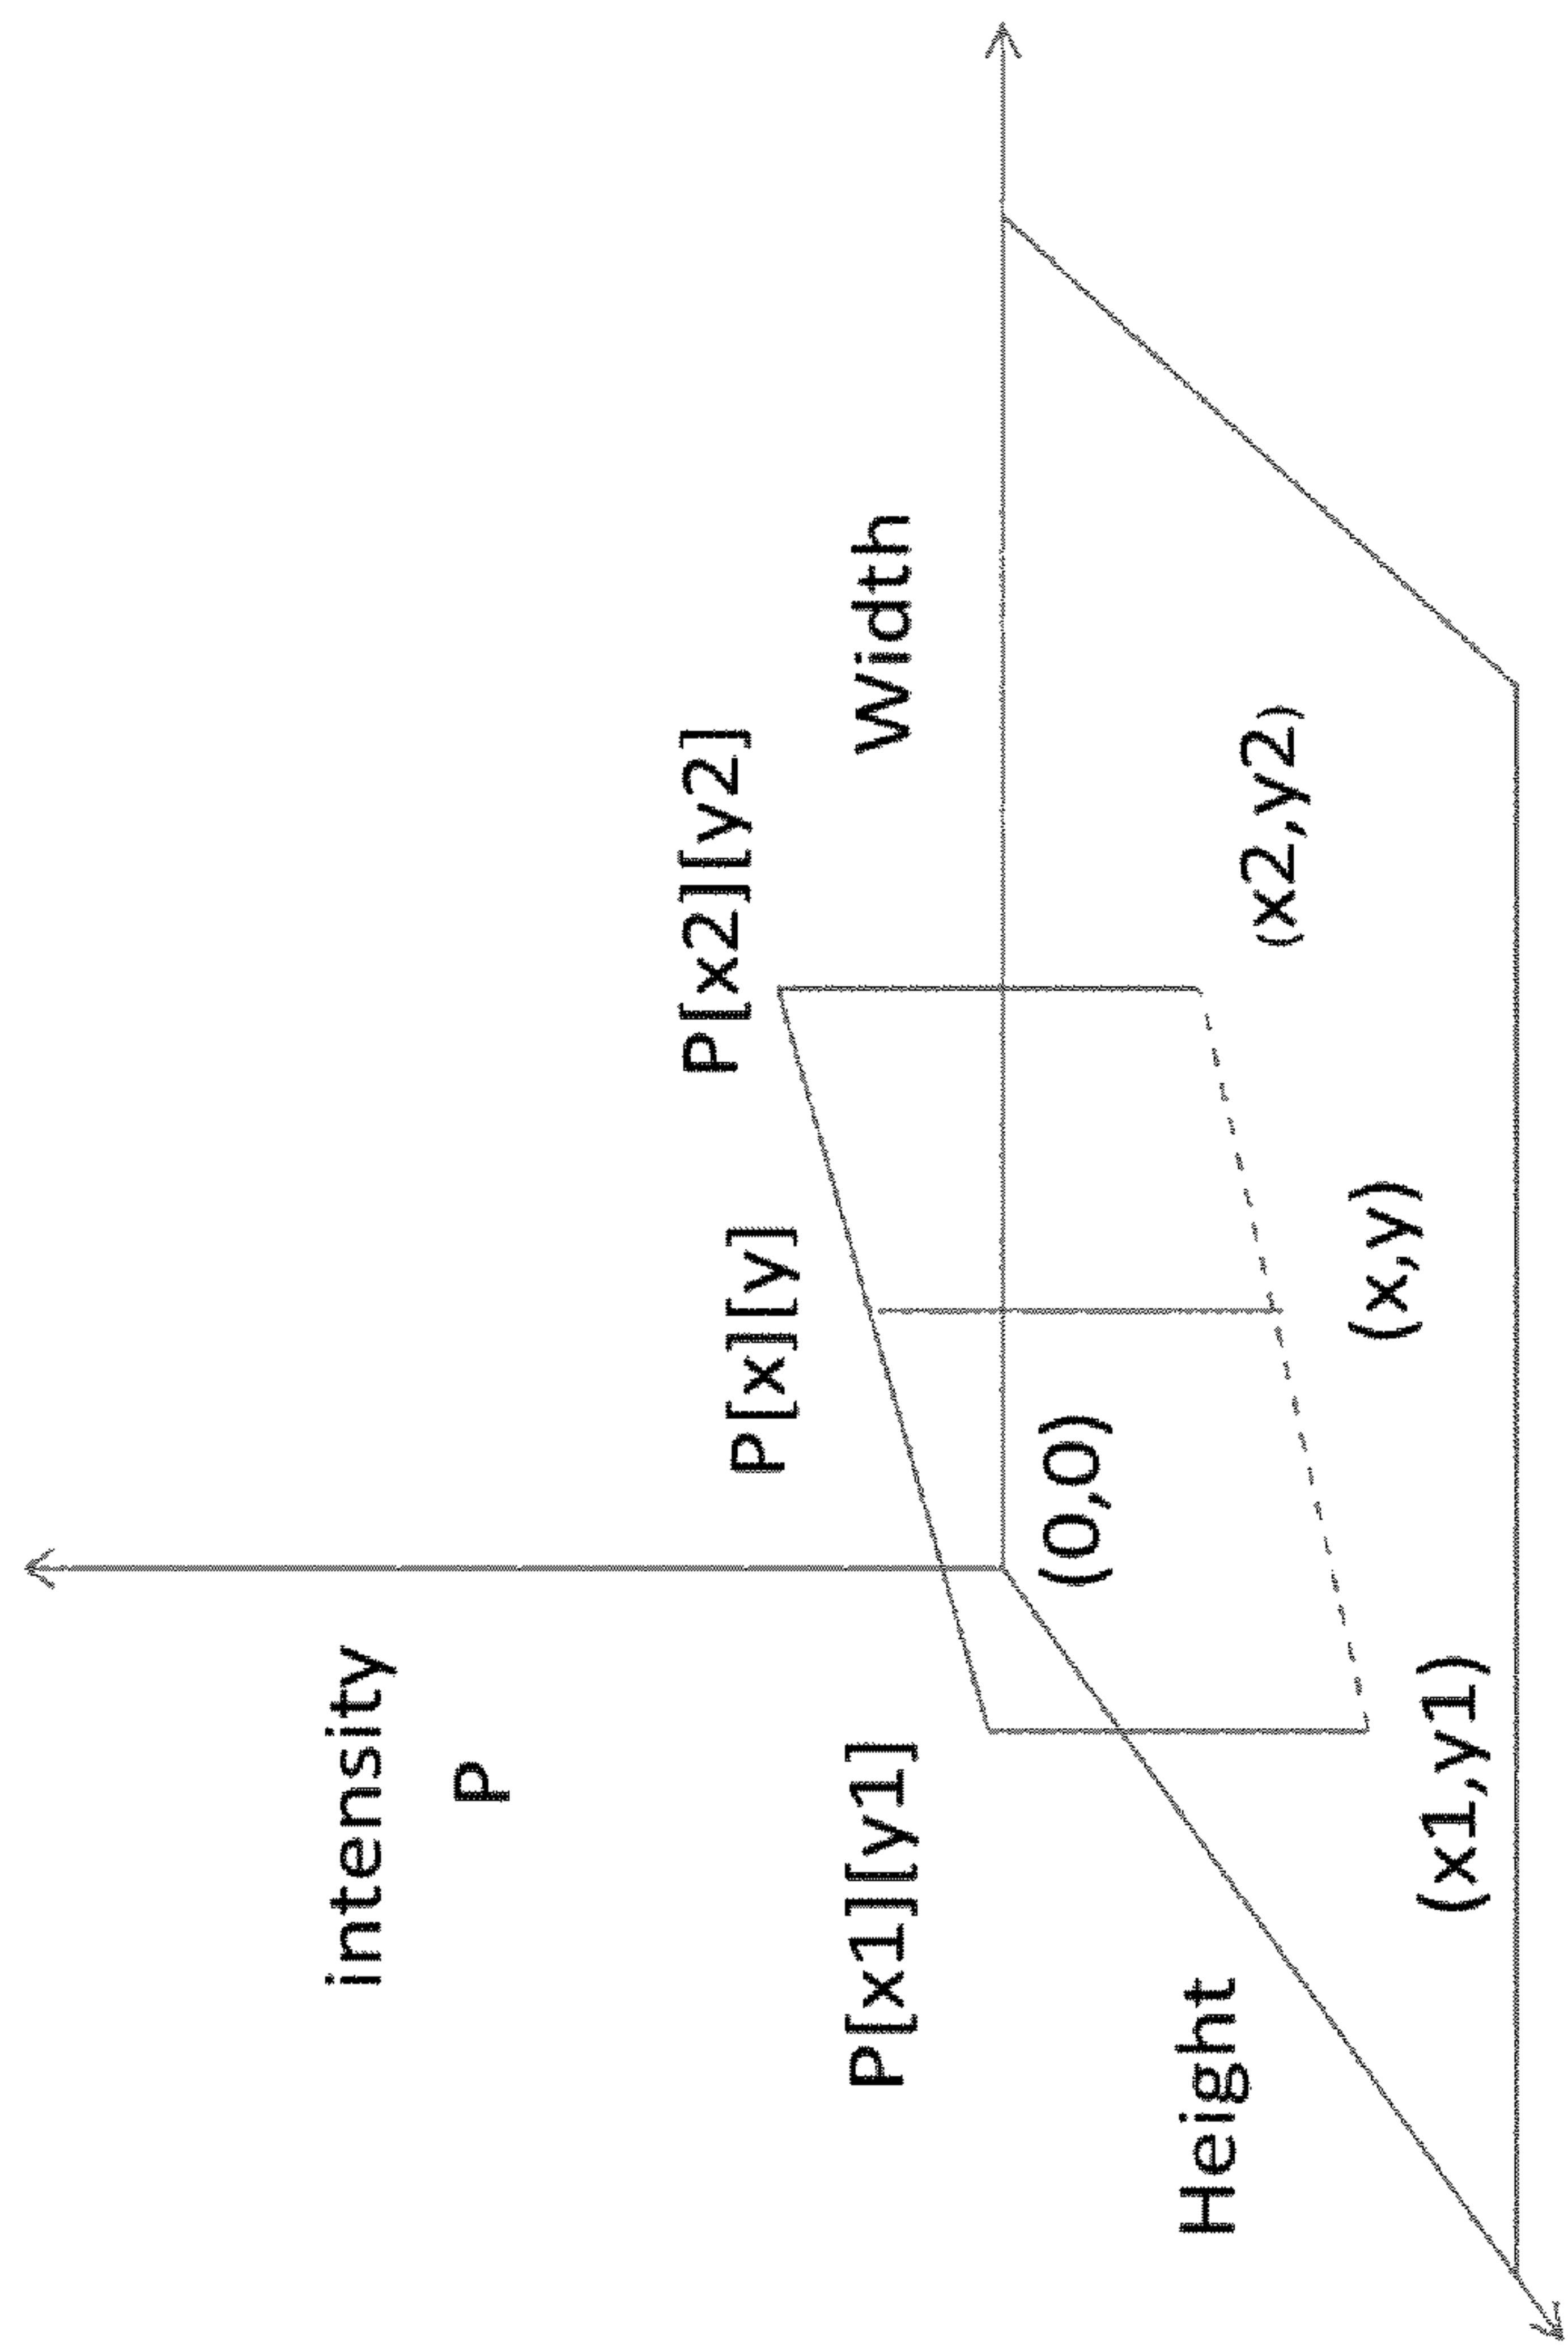 intensity
P
P[x2][y2]
P[x][y]
P[x1][y1]
Width
(0,0)
Height
(x2,y2)
(x,y)
(x1,y1)